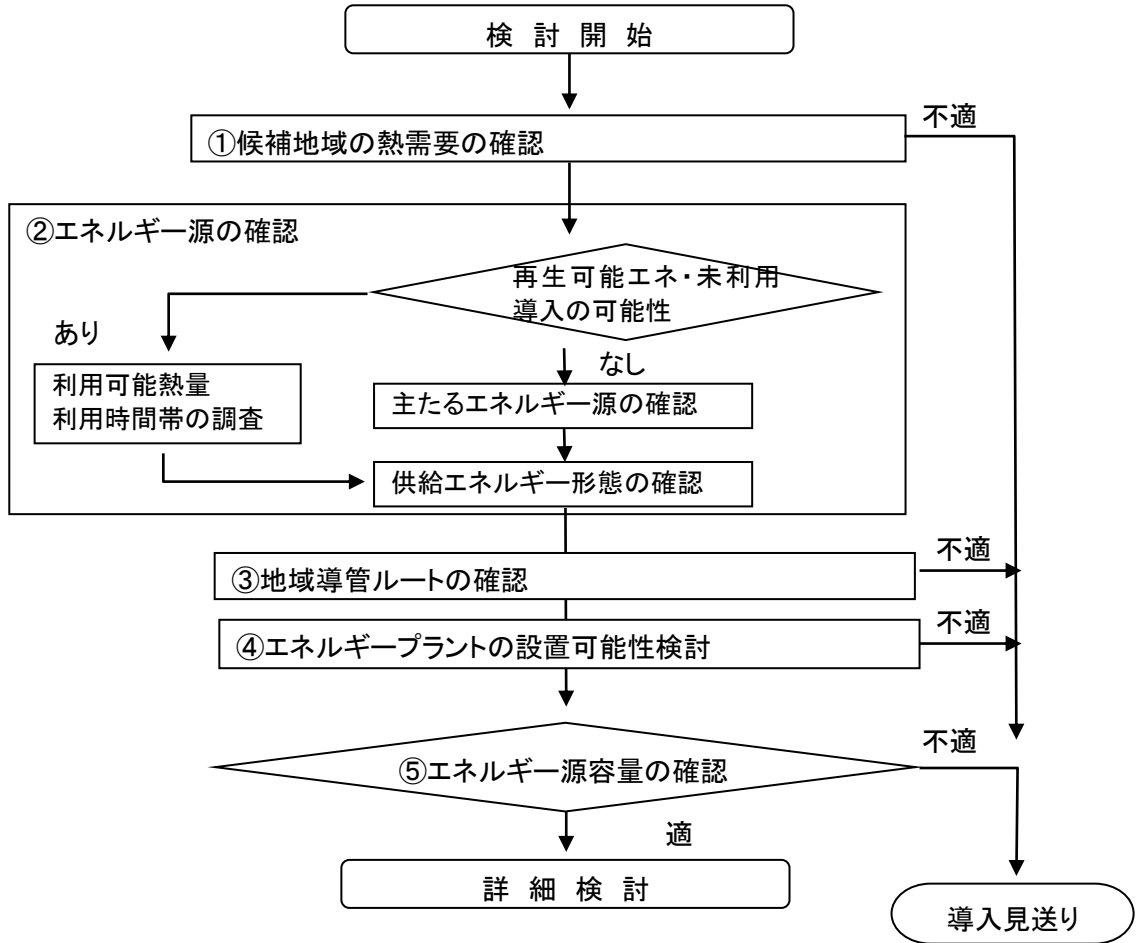 検 討 開 始
不適
①候補地域の熱需要の確認
②エネルギー源の確認
再生可能エネ・未利用
導入の可能性
あり
なし
利用可能熱量
利用時間帯の調査
主たるエネルギー源の確認
供給エネルギー形態の確認
不適
③地域導管ルートの確認
不適
④エネルギープラントの設置可能性検討
不適
⑤エネルギー源容量の確認
適
詳 細 検 討
導入見送り